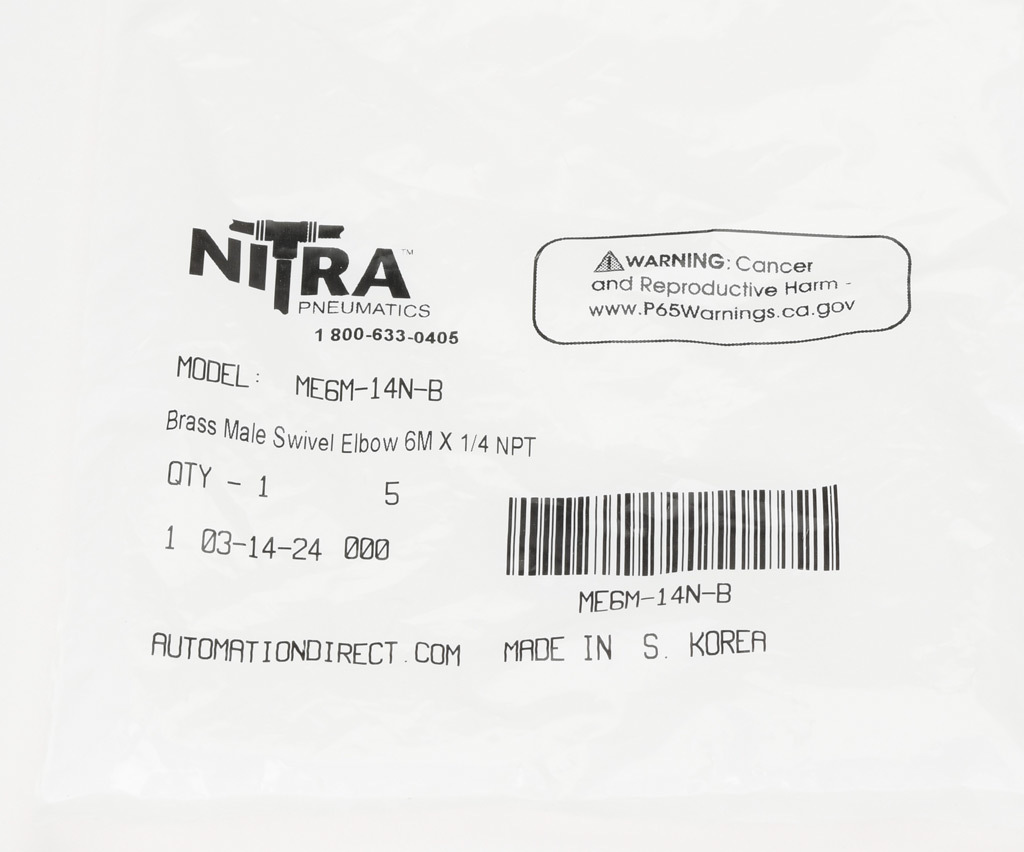 NITRA™
PNEUMATICS
1 800-633-0405
⚠WARNING: Cancer
and Reproductive Harm -
www.P65Warnings.ca.gov
MODEL: ME6M-14N-B
Brass Male Swivel Elbow 6M X 1/4 NPT
QTY - 1 5
1 03-14-24 000
ME6M-14N-B
AUTOMATIONDIRECT.COM MADE IN S. KOREA